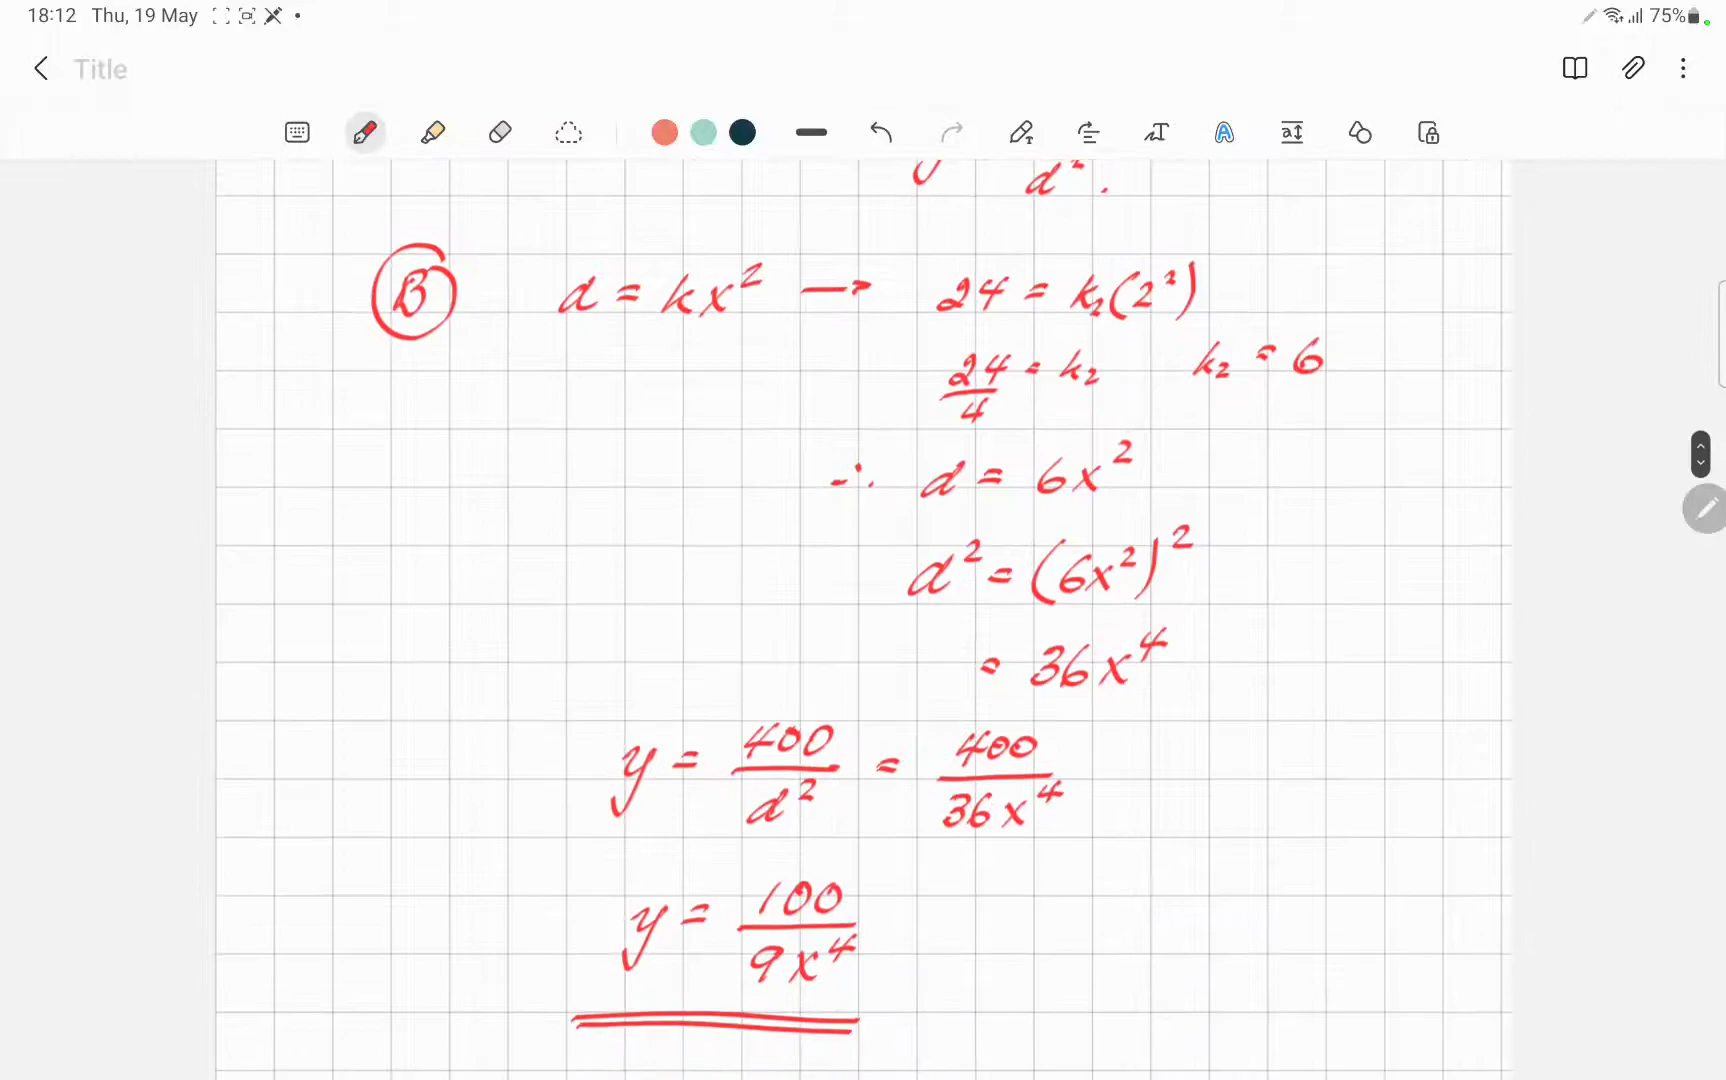 18:12 Thu, 19 May 75%
Title
d².
B d = kx² → 24 = k₂(2²)
24/4 = k₂ k₂ = 6
∴ d = 6x²
d² = (6x²)²
= 36x⁴
y = 400/d² = 400/36x⁴
y = 100/9x⁴